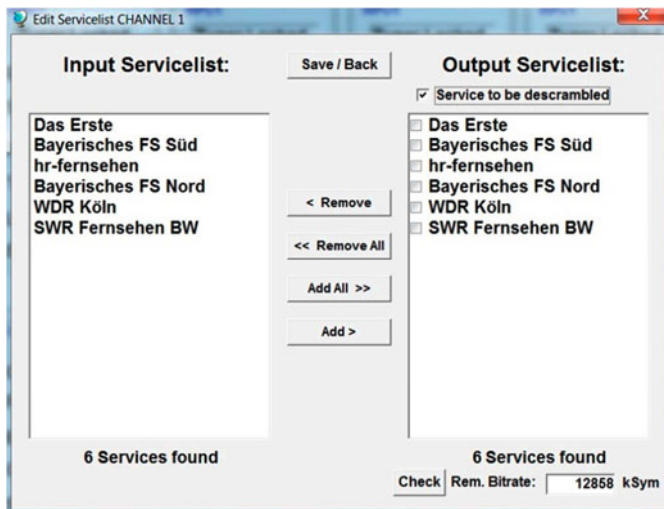 Edit Servicelist CHANNEL 1
X
Input Servicelist:
Save / Back
Output Servicelist:
Service to be descrambled
Das Erste
Bayerisches FS Süd
hr-fernsehen
Bayerisches FS Nord
WDR Köln
SWR Fernsehen BW
< Remove
<< Remove All
Add All >>
Add >
Das Erste
Bayerisches FS Süd
hr-fernsehen
Bayerisches FS Nord
WDR Köln
SWR Fernsehen BW
6 Services found
6 Services found
Check Rem. Bitrate: 12858 kSym